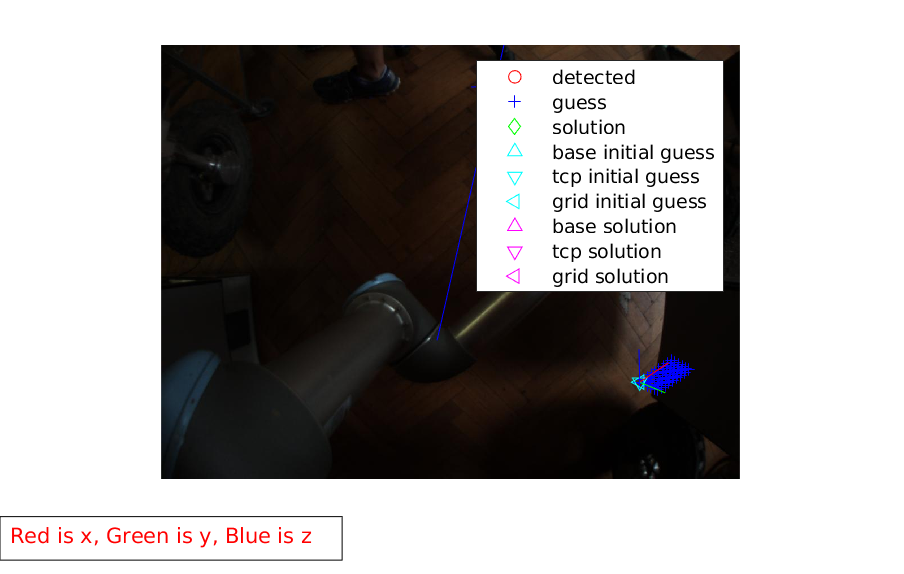 detected
guess
solution
base initial guess
tcp initial guess
grid initial guess
base solution
tcp solution
grid solution
Red is x, Green is y, Blue is z